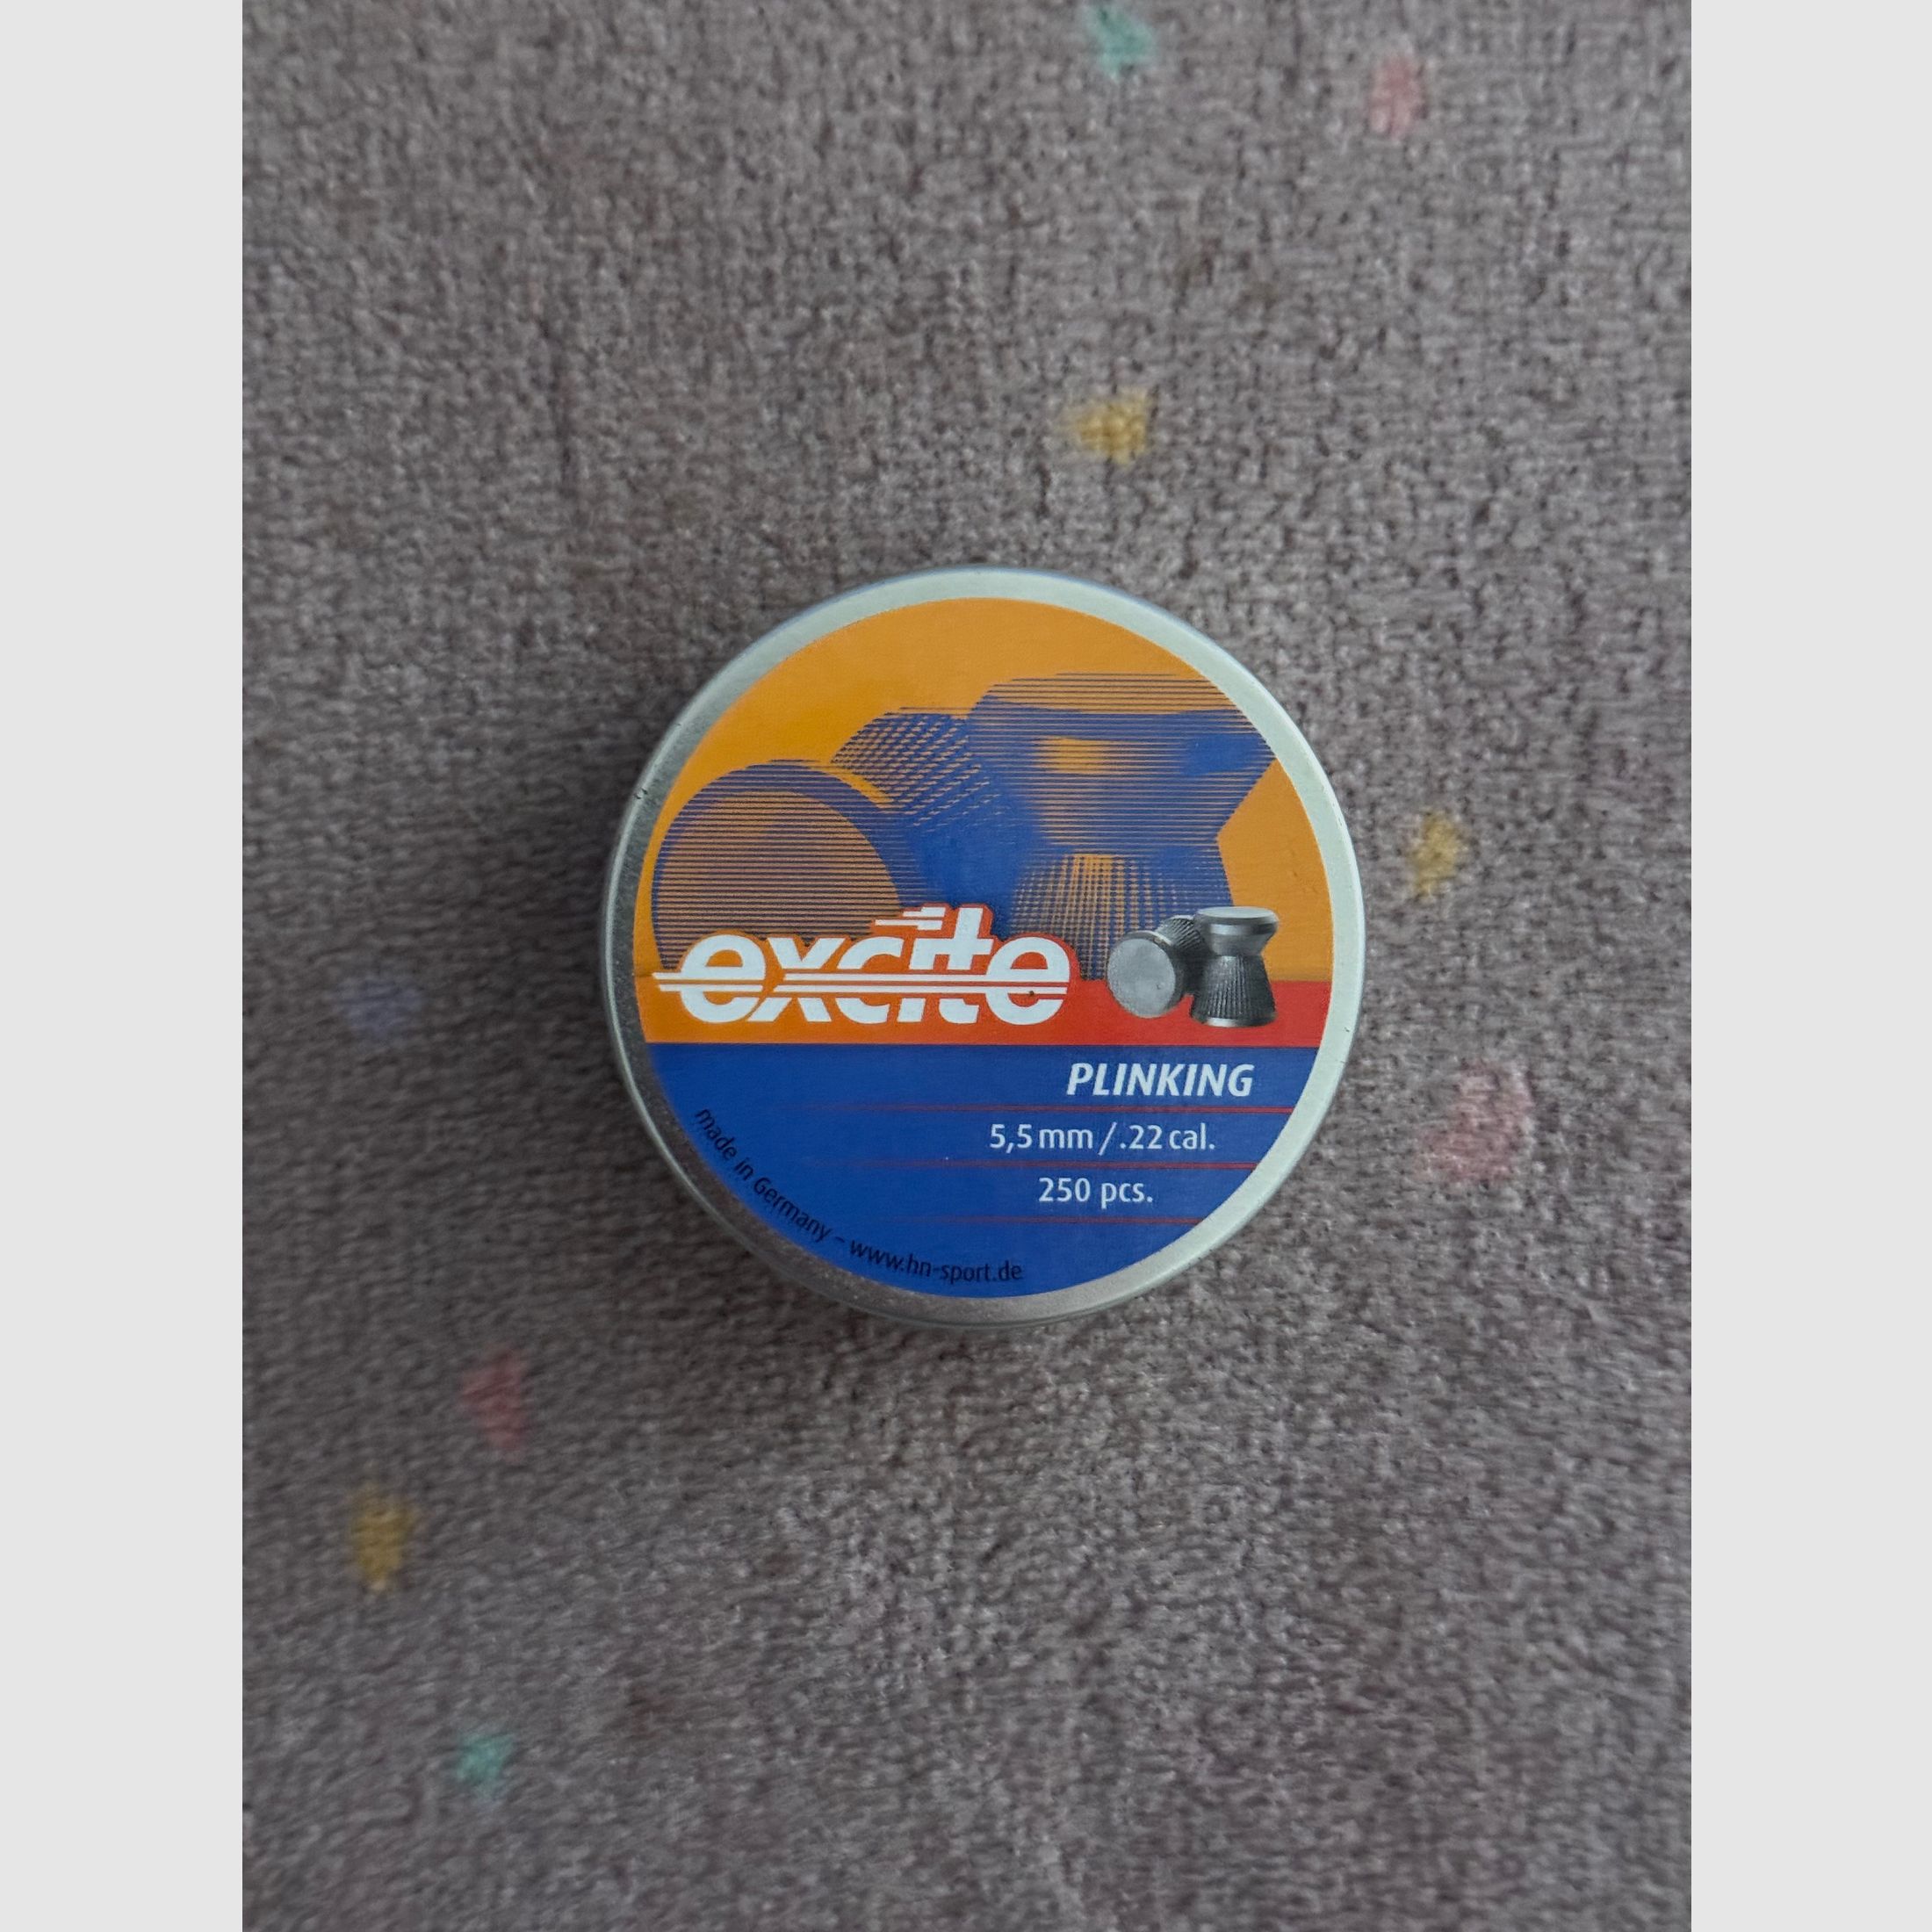 excite
PLINKING
5,5 mm / .22 cal.
250 pcs.
made in Germany – www.hn-sport.de